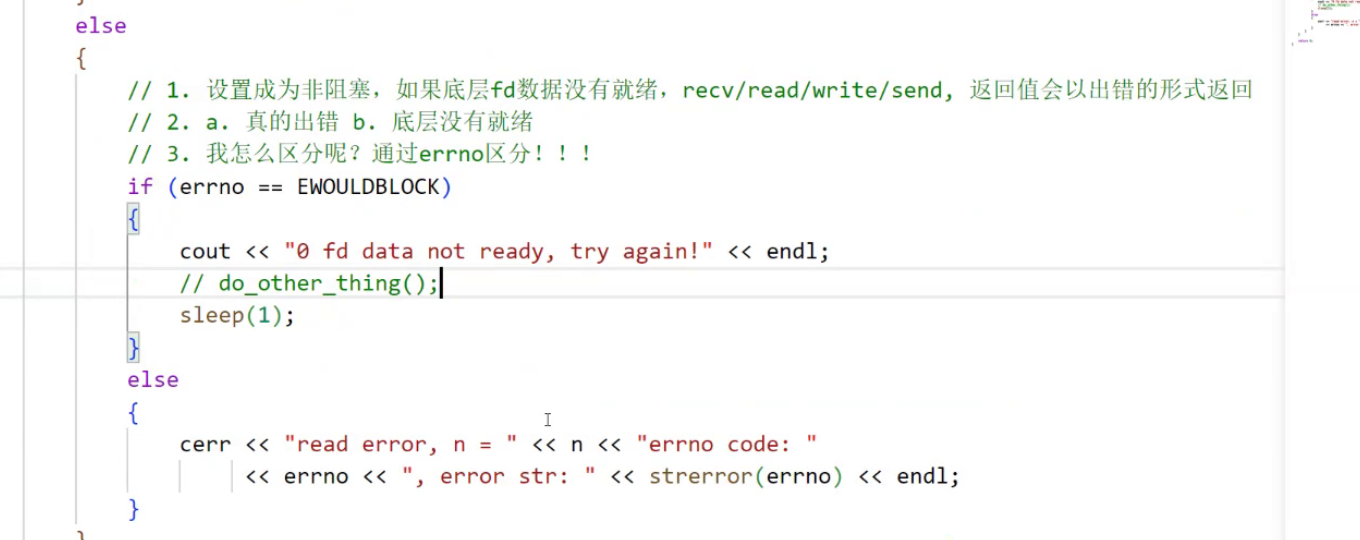 else
{
// 1. 设置成为非阻塞，如果底层fd数据没有就绪，recv/read/write/send, 返回值会以出错的形式返回
// 2. a. 真的出错 b. 底层没有就绪
// 3. 我怎么区分呢？通过errno区分！！！
if (errno == EWOULDBLOCK)
{
cout << "0 fd data not ready, try again!" << endl;
// do_other_thing();
sleep(1);
}
else
{
cerr << "read error, n = " << n << "errno code: "
<< errno << ", error str: " << strerror(errno) << endl;
}